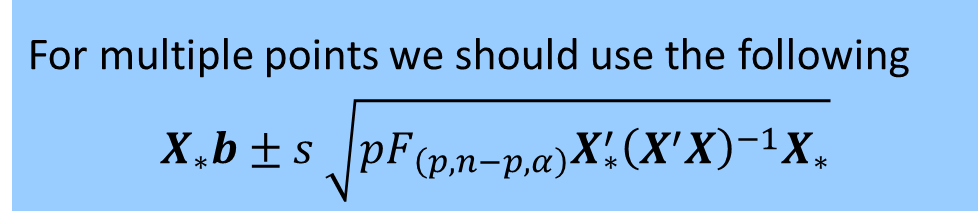 For multiple points we should use the following
𝑿∗𝒃 ± 𝑠 √(𝑝𝐹(𝑝,𝑛−𝑝,𝛼)𝑿′∗(𝑿′𝑿)−1𝑿∗)